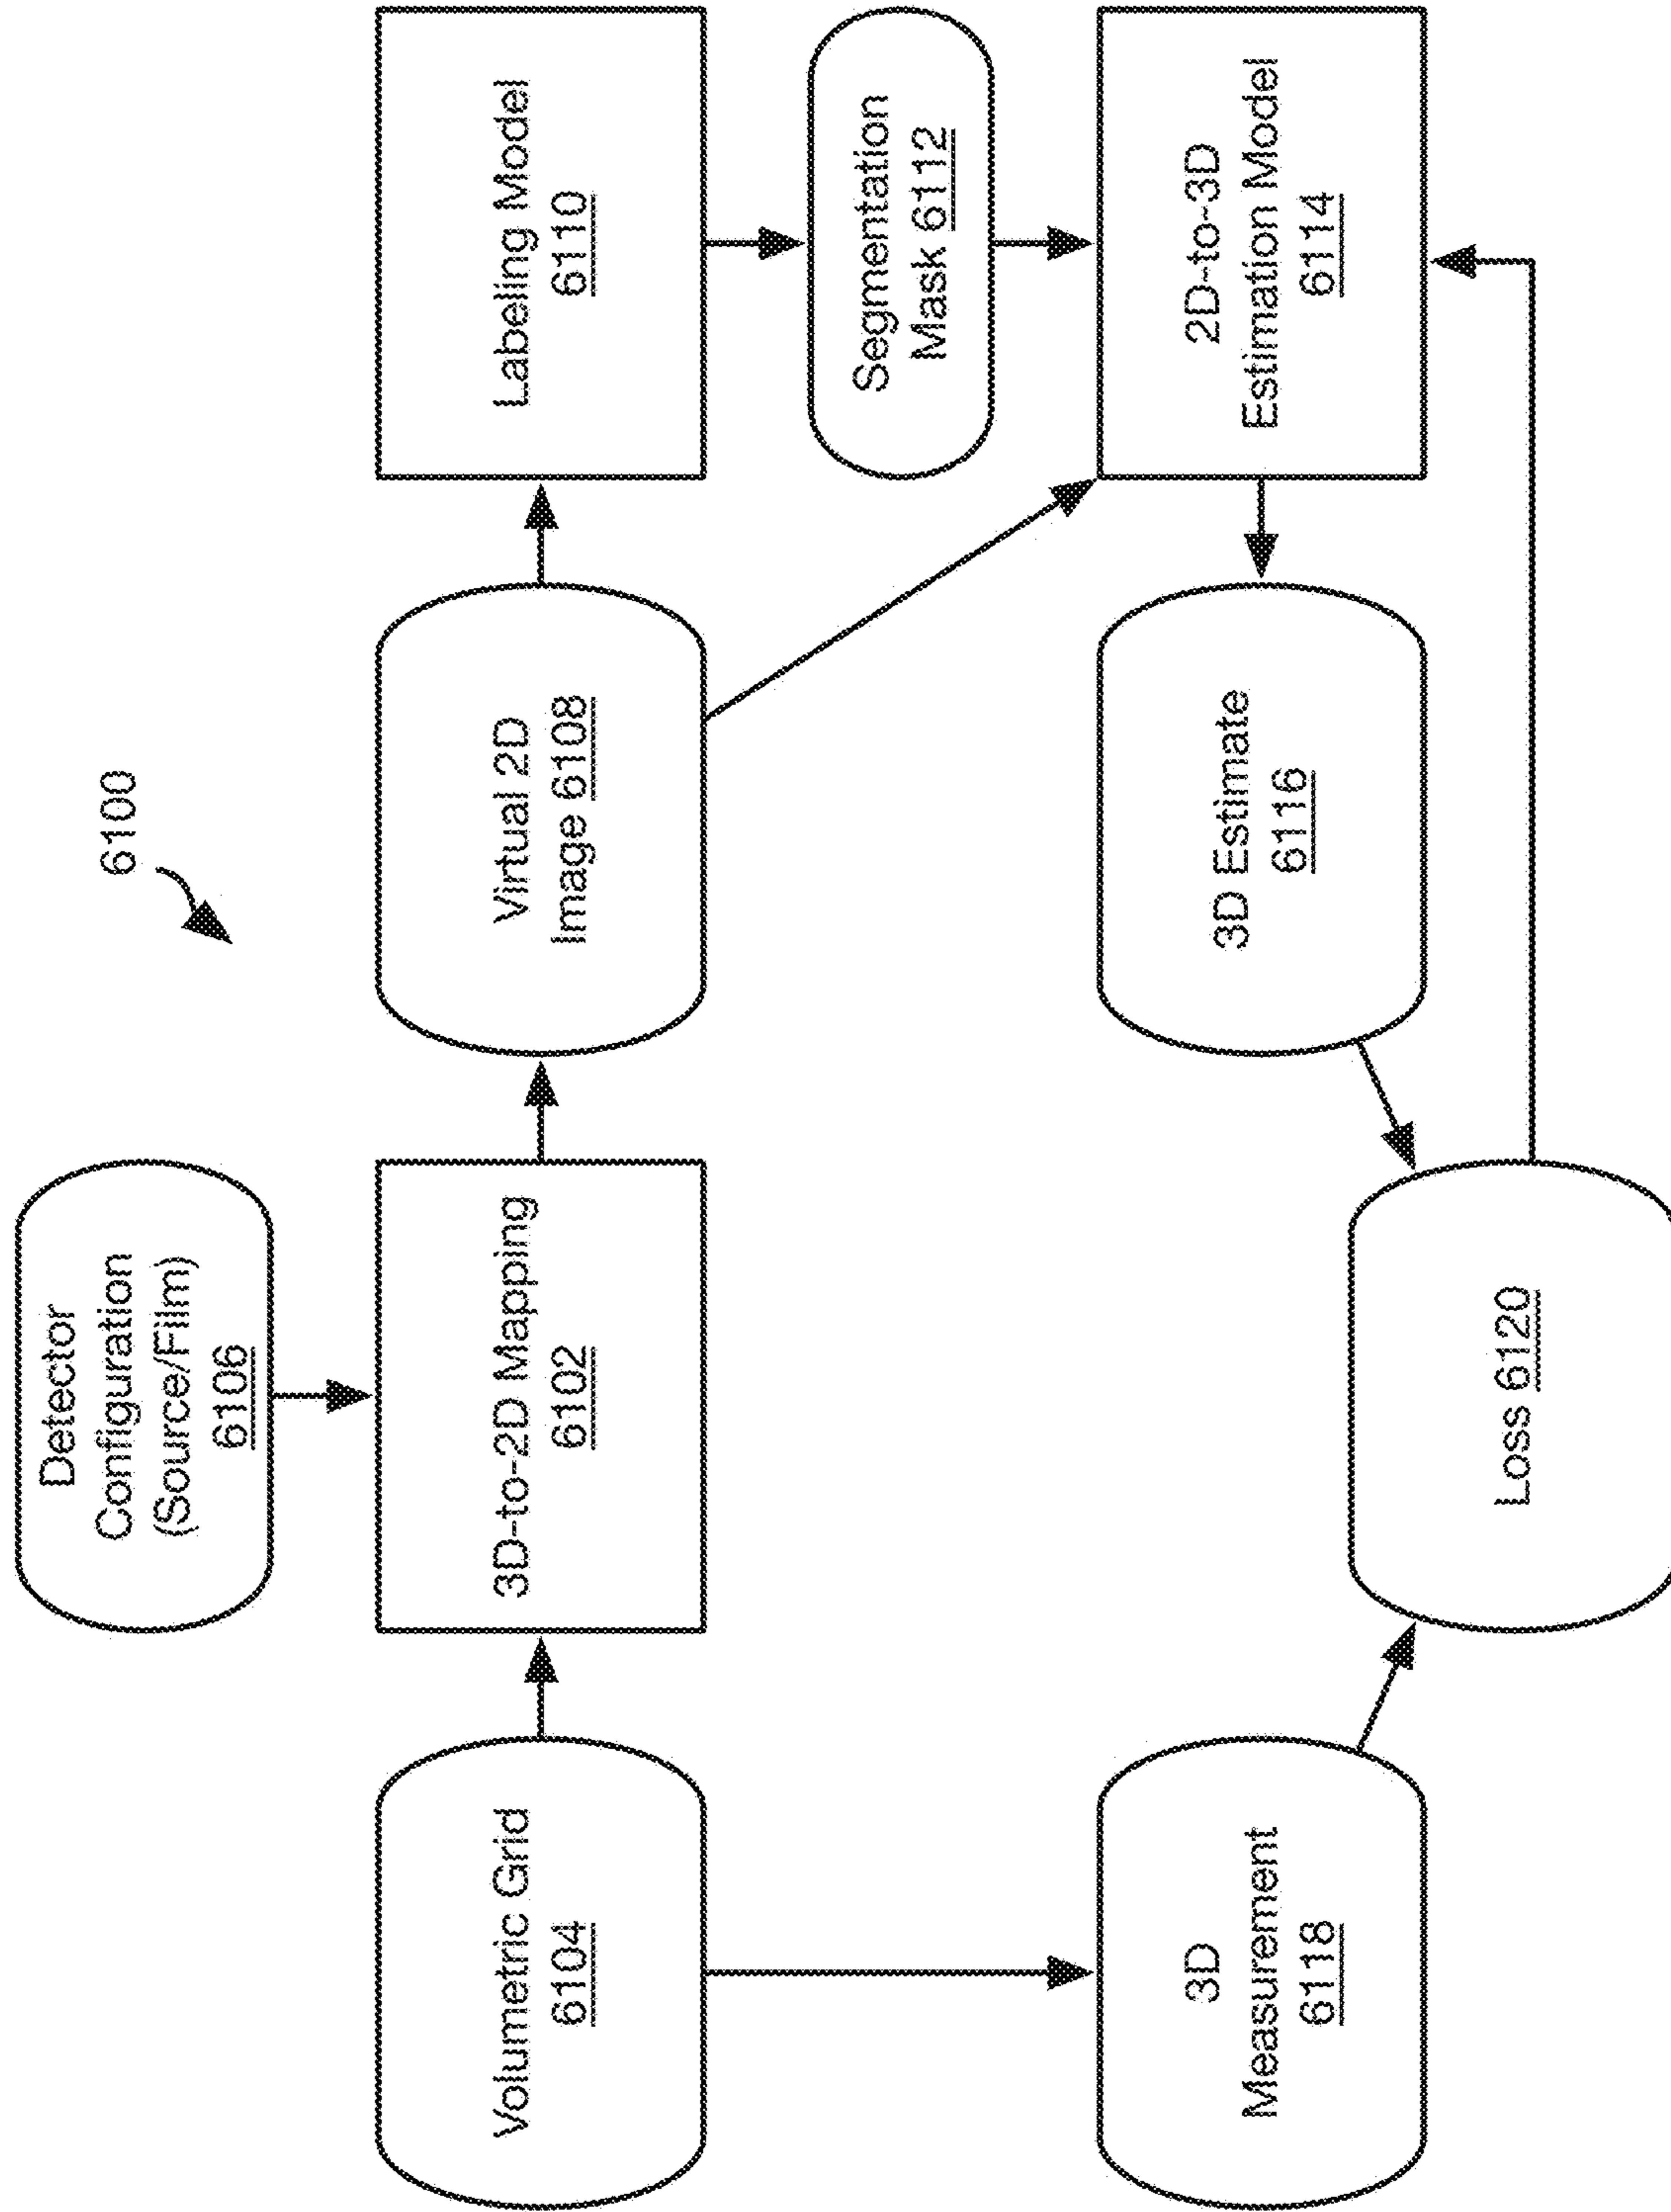 6100
Detector
Configuration
(Source/Film)
6106
Volumetric Grid
6104
3D-to-2D Mapping
6102
Virtual 2D
Image 6108
Labeling Model
6110
Segmentation
Mask 6112
3D
Measurement
6118
Loss 6120
3D Estimate
6116
2D-to-3D
Estimation Model
6114